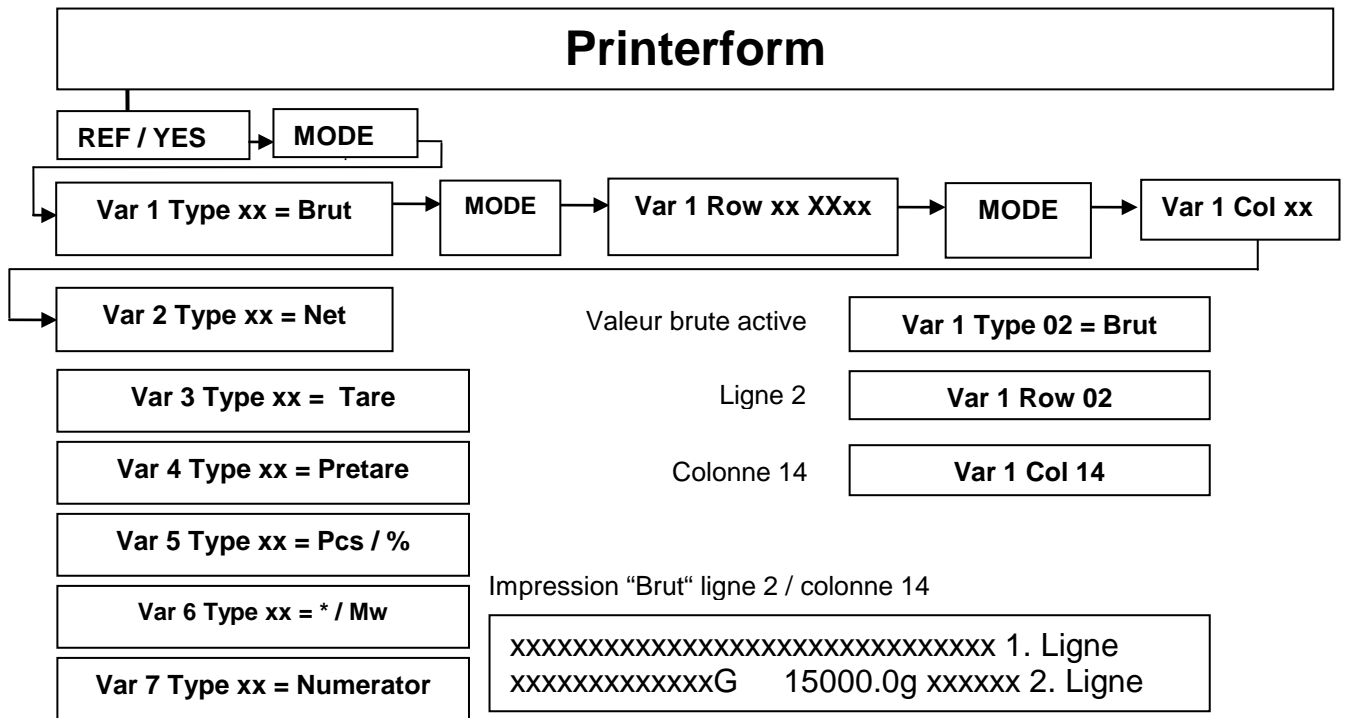 Printerform
REF / YES
MODE
Var 1 Type xx = Brut
MODE
Var 1 Row xx XXxx
MODE
Var 1 Col xx
Var 2 Type xx = Net
Valeur brute active
Var 1 Type 02 = Brut
Var 3 Type xx = Tare
Ligne 2
Var 1 Row 02
Var 4 Type xx = Pretare
Colonne 14
Var 1 Col 14
Var 5 Type xx = Pcs / %
Impression “Brut“ ligne 2 / colonne 14
Var 6 Type xx = * / Mw
xxxxxxxxxxxxxxxxxxxxxxxxxxxxxxx 1. Ligne
xxxxxxxxxxxxxG 15000.0g xxxxxx 2. Ligne
Var 7 Type xx = Numerator